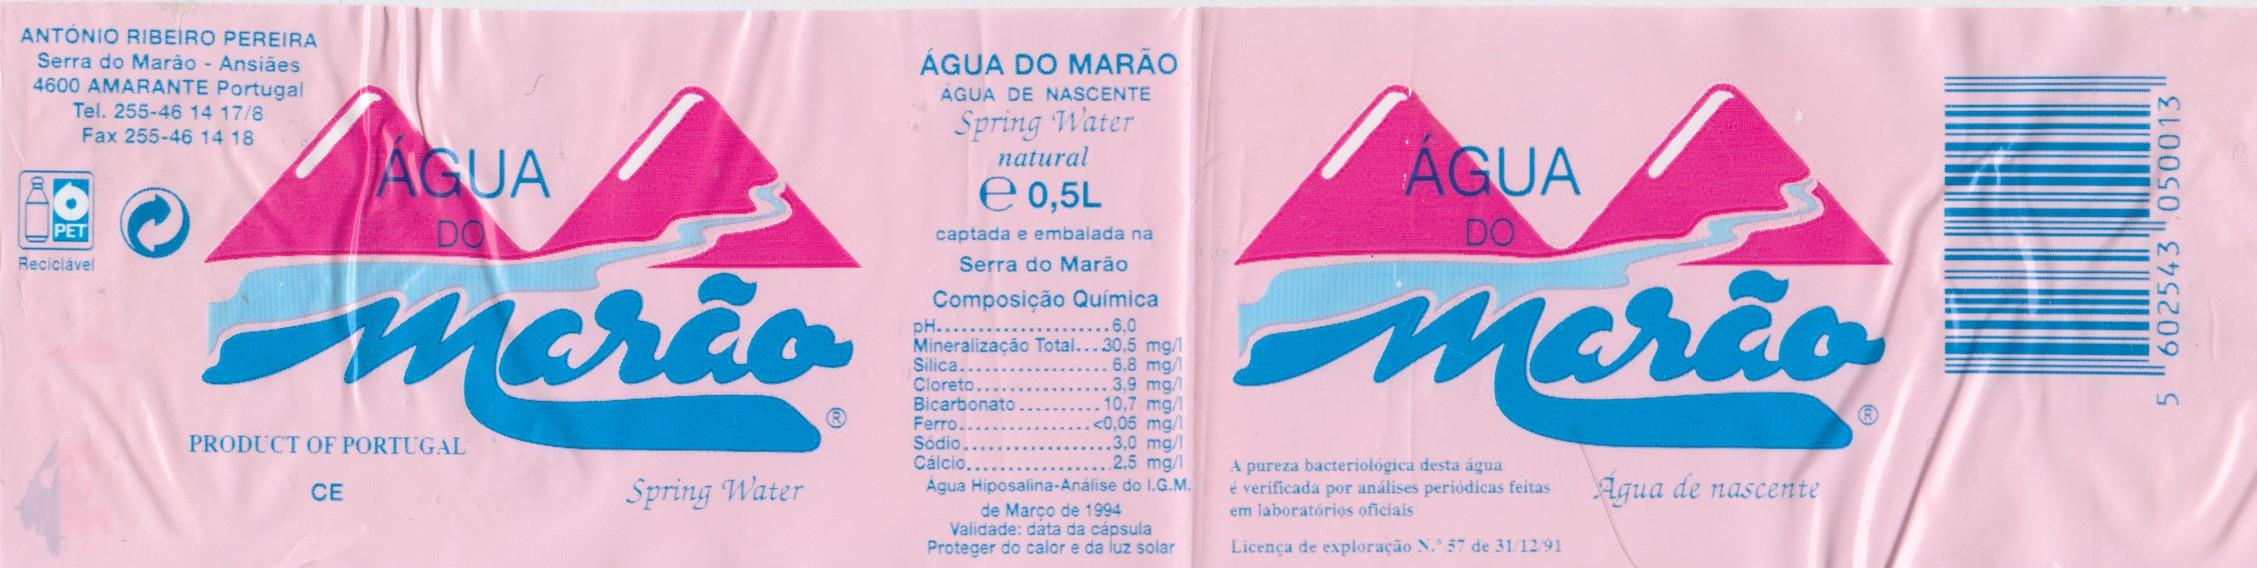 ANTÓNIO RIBEIRO PEREIRA
Serra do Marão - Ansiães
4600 AMARANTE Portugal
Tel. 255-46 14 17/8
Fax 255-46 14 18
PET
Reciclável
ÁGUA
DO
Marão
®
PRODUCT OF PORTUGAL
CE
Spring Water
ÁGUA DO MARÃO
ÁGUA DE NASCENTE
Spring Water
natural
℮ 0,5L
captada e embalada na
Serra do Marão
Composição Química
pH.....................6,0
Mineralização Total....30,5 mg/l
Sílica..................6,8 mg/l
Cloreto................3,9 mg/l
Bicarbonato..........10,7 mg/l
Ferro................<0,05 mg/l
Sódio..................3,0 mg/l
Cálcio..................2,5 mg/l
Água Hiposalina-Análise do I.G.M.
de Março de 1994
Validade: data da cápsula
Proteger do calor e da luz solar
ÁGUA
DO
Marão
®
A pureza bacteriológica desta água
é verificada por análises periódicas feitas
em laboratórios oficiais
Licença de exploração N.º 57 de 31/12/91
Água de nascente
5 602543 050013